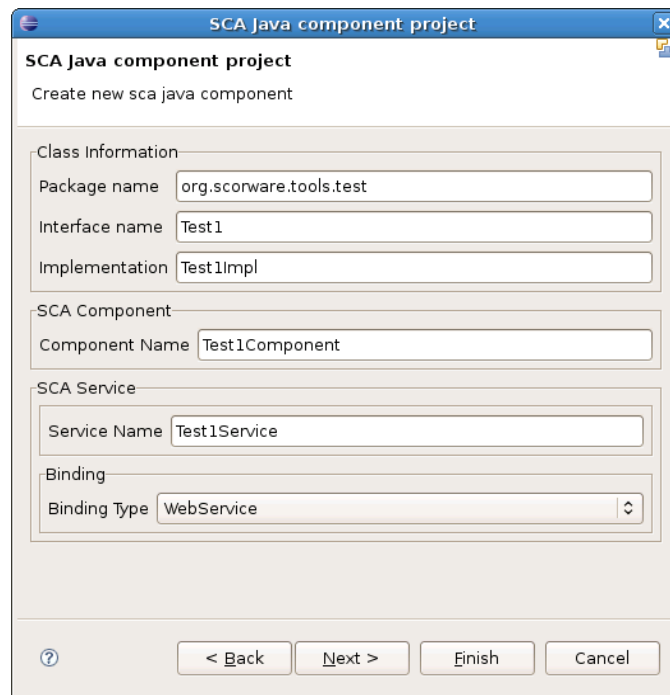 SCA Java component project
SCA Java component project
Create new sca java component
Class Information
Package name org.scorware.tools.test
Interface name Test1
Implementation Test1Impl
SCA Component
Component Name Test1Component
SCA Service
Service Name Test1Service
Binding
Binding Type WebService
? < Back Next > Finish Cancel